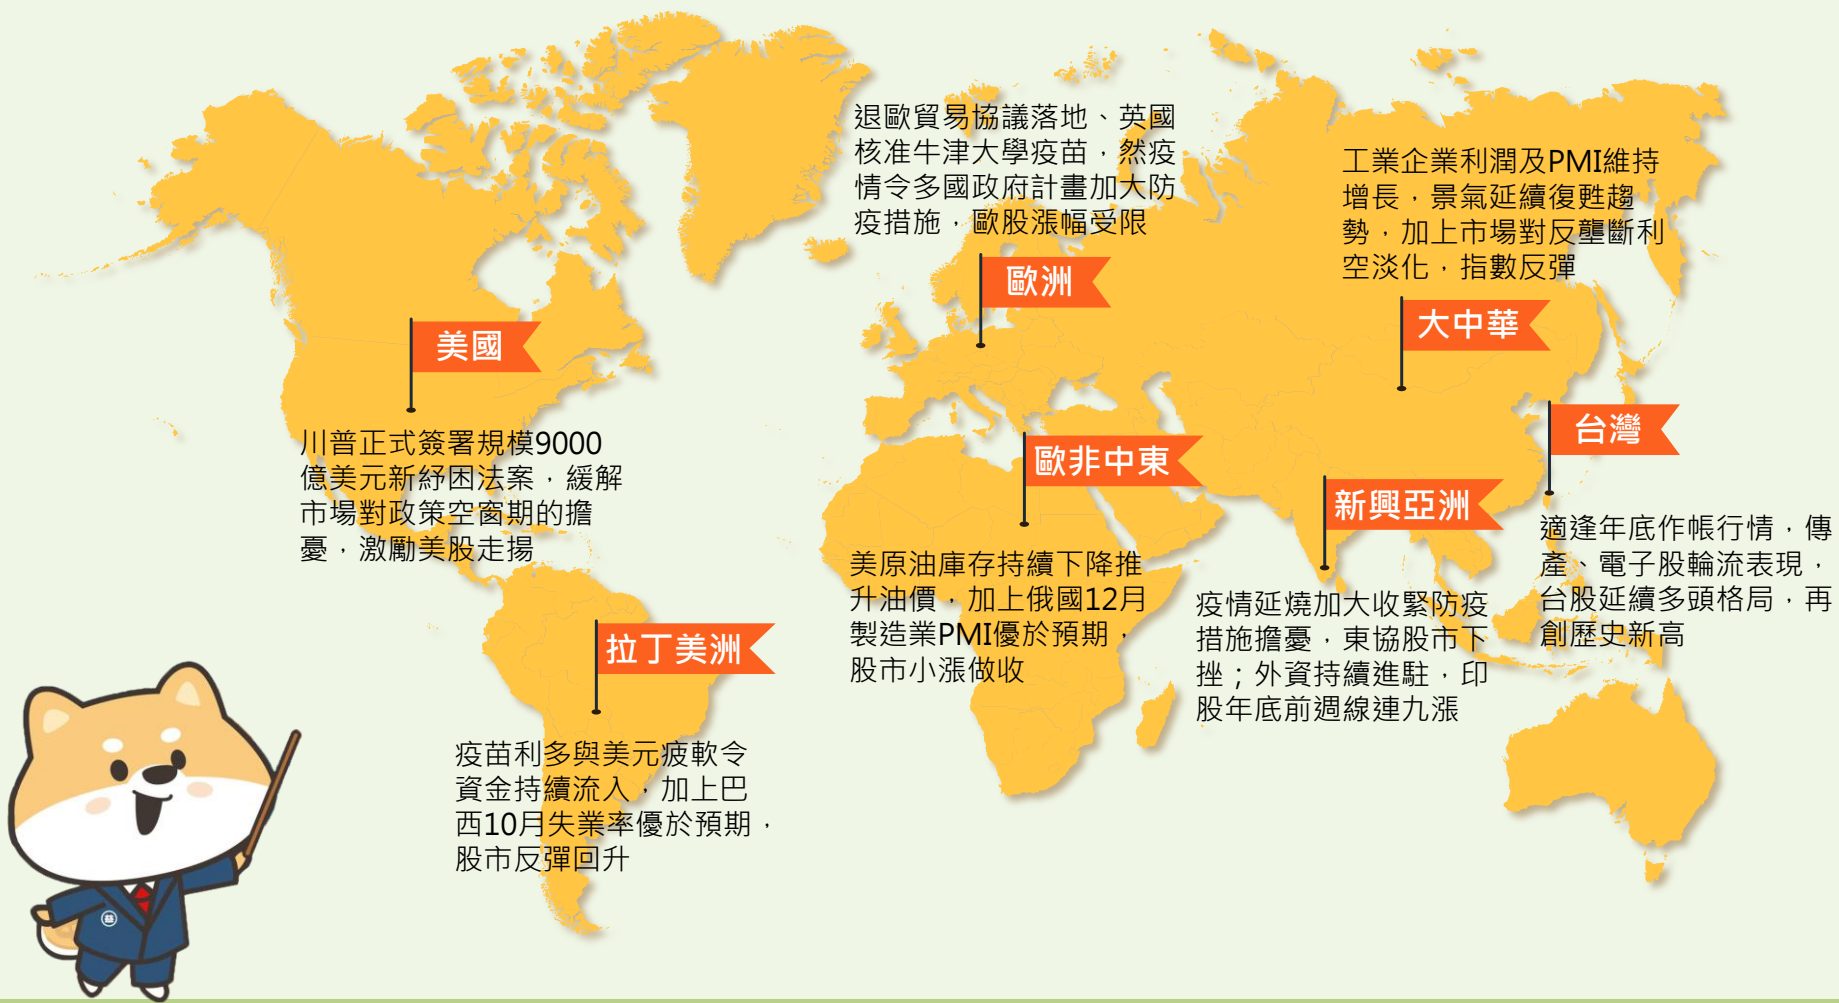 美國
川普正式簽署規模9000
億美元新紓困法案，緩解
市場對政策空窗期的擔
憂，激勵美股走揚
拉丁美洲
疫苗利多與美元疲軟令
資金持續流入，加上巴
西10月失業率優於預期，
股市反彈回升
退歐貿易協議落地、英國
核准牛津大學疫苗，然疫
情令多國政府計畫加大防
疫措施，歐股漲幅受限
歐洲
歐非中東
美原油庫存持續下降推
升油價，加上俄國12月
製造業PMI優於預期，
股市小漲做收
工業企業利潤及PMI維持
增長，景氣延續復甦趨
勢，加上市場對反壟斷利
空淡化，指數反彈
大中華
新興亞洲
疫情延燒加大收緊防疫
措施擔憂，東協股市下
挫；外資持續進駐，印
股年底前週線連九漲
台灣
適逢年底作帳行情，傳
產、電子股輪流表現，
台股延續多頭格局，再
創歷史新高